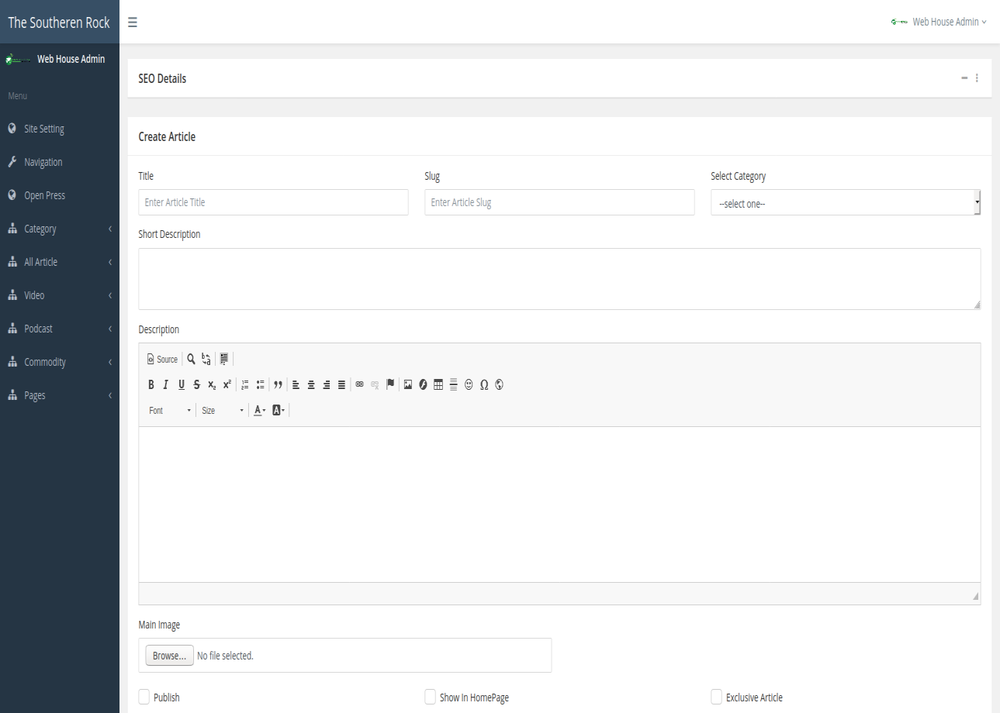 The Southeren Rock
Web House Admin
Web House Admin
Menu
Site Setting
Navigation
Open Press
Category
All Article
Video
Podcast
Commodity
Pages
SEO Details
Create Article
Title Slug Select Category
Enter Article Title Enter Article Slug --select one--
Short Description
Description
Source
Font Size
Main Image
Browse... No file selected.
Publish Show In HomePage Exclusive Article